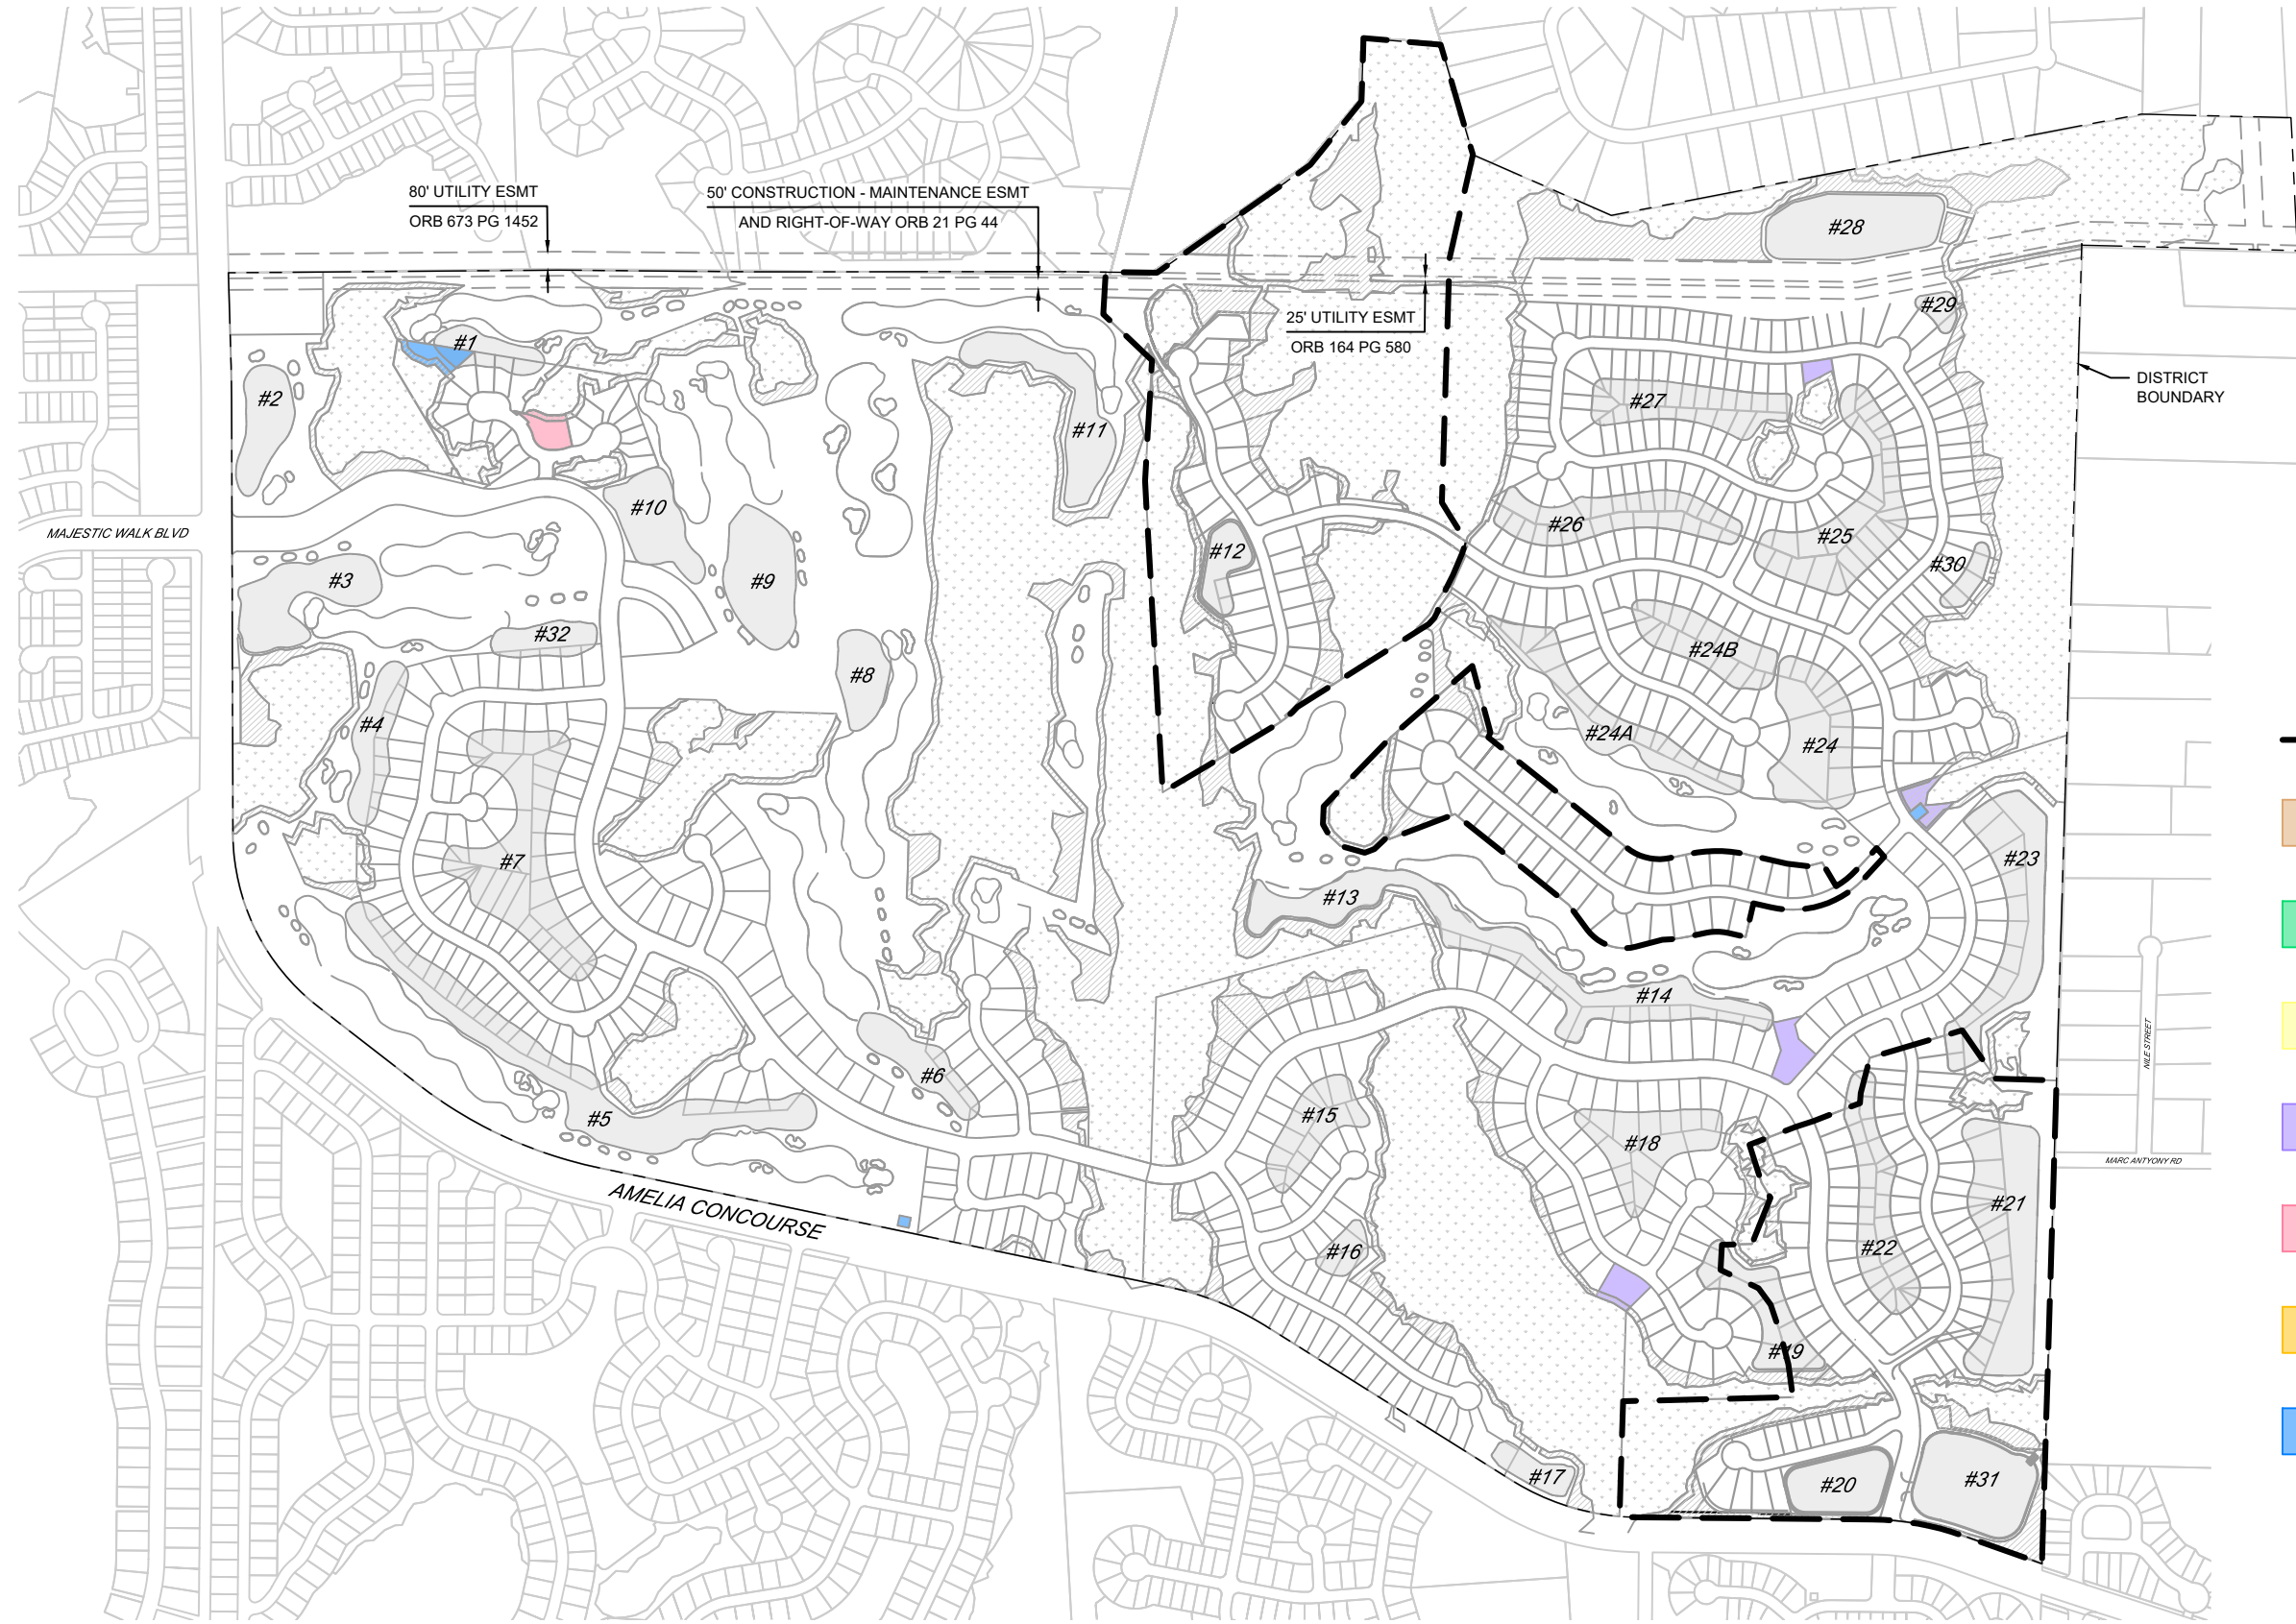 80' UTILITY ESMT
ORB 673 PG 1452
50' CONSTRUCTION - MAINTENANCE ESMT
AND RIGHT-OF-WAY ORB 21 PG 44
#28
#29
25' UTILITY ESMT
ORB 164 PG 580
#1
#2
DISTRICT
BOUNDARY
#27
#11
#10
#26
#25
MAJESTIC WALK BLVD
#12
#30
#3
#9
#32
#24B
#8
#4
#24A
#24
#7
#23
#13
#14
NILE STREET
#6
#5
#15
#18
MARC ANTYONY RD
AMELIA CONCOURSE
#21
#16
#22
#19
#17
#20
#31